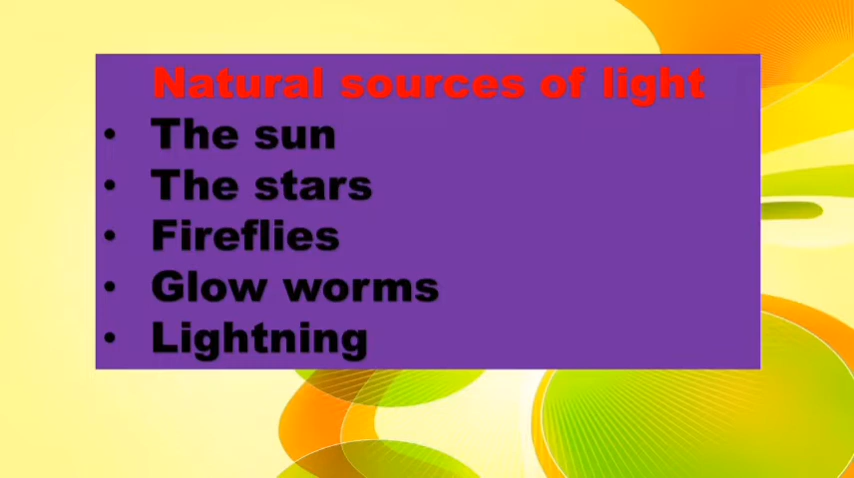 Natural sources of light
• The sun
• The stars
• Fireflies
• Glow worms
• Lightning